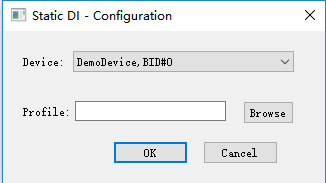 Static DI - Configuration
Device: DemoDevice,BID#0
Profile: Browse
OK Cancel